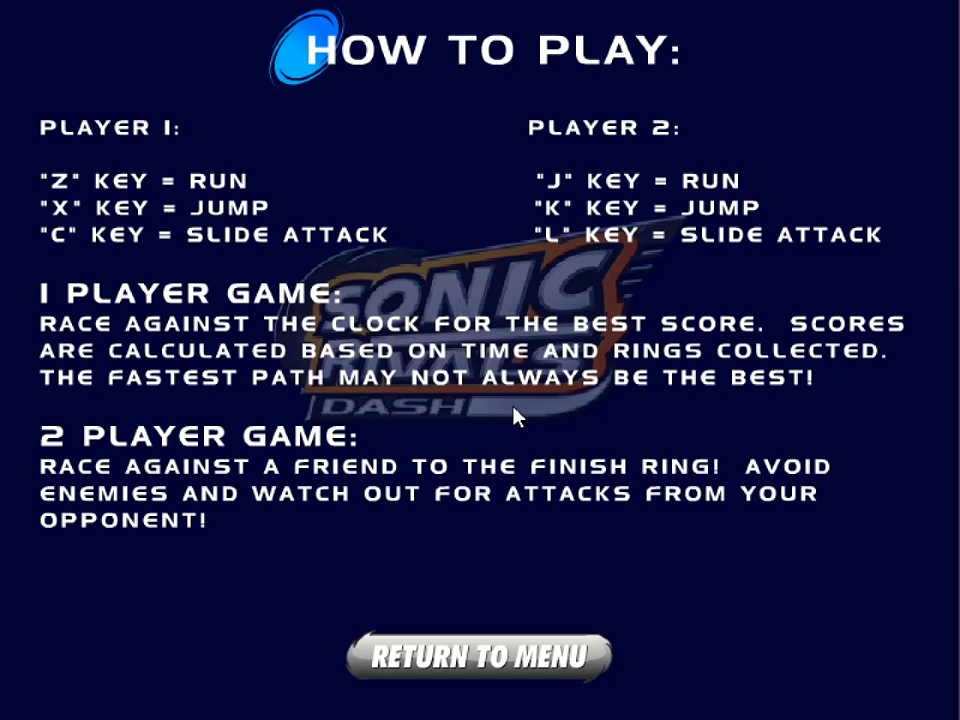 HOW TO PLAY:
PLAYER 1:
PLAYER 2:
"Z" KEY = RUN
"J" KEY = RUN
"X" KEY = JUMP
"K" KEY = JUMP
"C" KEY = SLIDE ATTACK
"L" KEY = SLIDE ATTACK
1 PLAYER GAME:
RACE AGAINST THE CLOCK FOR THE BEST SCORE. SCORES
ARE CALCULATED BASED ON TIME AND RINGS COLLECTED.
THE FASTEST PATH MAY NOT ALWAYS BE THE BEST!
SONIC
RIVALS
DASH
2 PLAYER GAME:
RACE AGAINST A FRIEND TO THE FINISH RING! AVOID
ENEMIES AND WATCH OUT FOR ATTACKS FROM YOUR
OPPONENT!
RETURN TO MENU